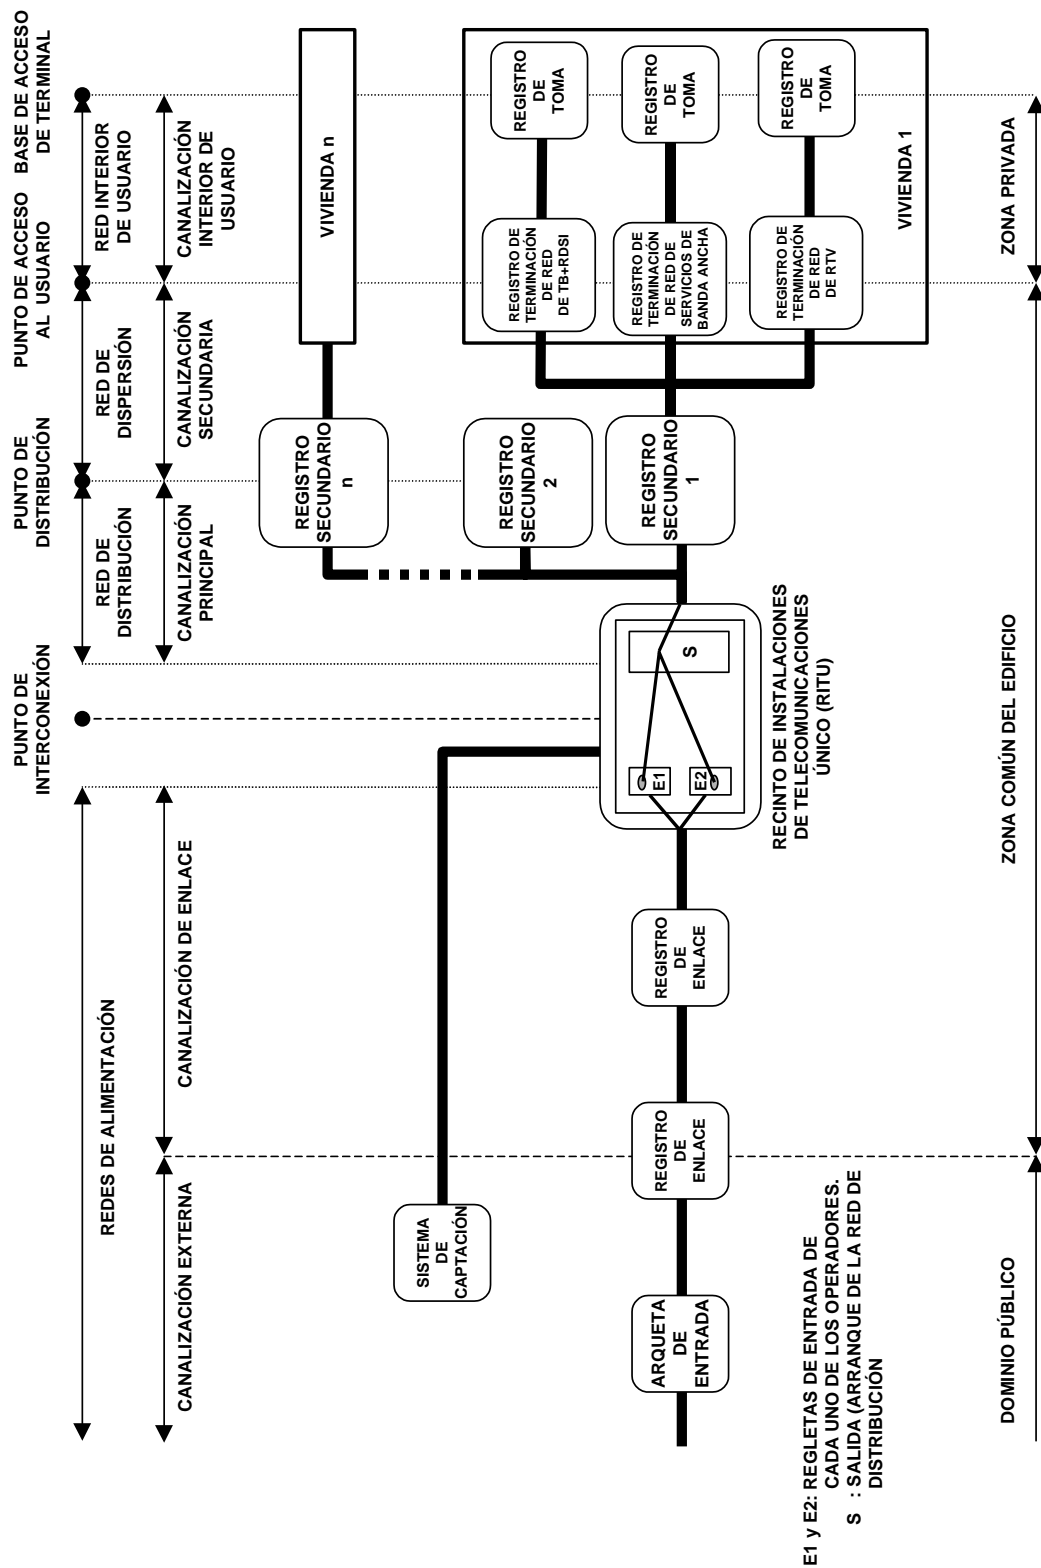 PUNTO DE
INTERCONEXIÓN
PUNTO DE
DISTRIBUCIÓN
PUNTO DE ACCESO
AL USUARIO
BASE DE ACCESO
DE TERMINAL
REDES DE ALIMENTACIÓN
RED DE
DISTRIBUCIÓN
RED DE
DISPERSIÓN
RED INTERIOR
DE USUARIO
CANALIZACIÓN EXTERNA
CANALIZACIÓN DE ENLACE
CANALIZACIÓN
PRINCIPAL
CANALIZACIÓN
SECUNDARIA
CANALIZACIÓN
INTERIOR DE
USUARIO
REGISTRO
SECUNDARIO
n
VIVIENDA n
SISTEMA
DE
CAPTACIÓN
REGISTRO
SECUNDARIO
2
REGISTRO DE
TERMINACIÓN
DE RED
DE TB+RDSI
REGISTRO
DE
TOMA
ARQUETA
DE
ENTRADA
REGISTRO
DE
ENLACE
REGISTRO
DE
ENLACE
E1
E2
S
REGISTRO
SECUNDARIO
1
REGISTRO DE
TERMINACIÓN
DE RED DE
SERVICIOS DE
BANDA ANCHA
REGISTRO
DE
TOMA
REGISTRO DE
TERMINACIÓN
DE RED
DE RTV
REGISTRO
DE
TOMA
RECINTO DE INSTALACIONES
DE TELECOMUNICACIONES
ÚNICO (RITU)
VIVIENDA 1
E1 y E2: REGLETAS DE ENTRADA DE
CADA UNO DE LOS OPERADORES.
S : SALIDA (ARRANQUE DE LA RED DE
DISTRIBUCIÓN
DOMINIO PÚBLICO
ZONA COMÚN DEL EDIFICIO
ZONA PRIVADA